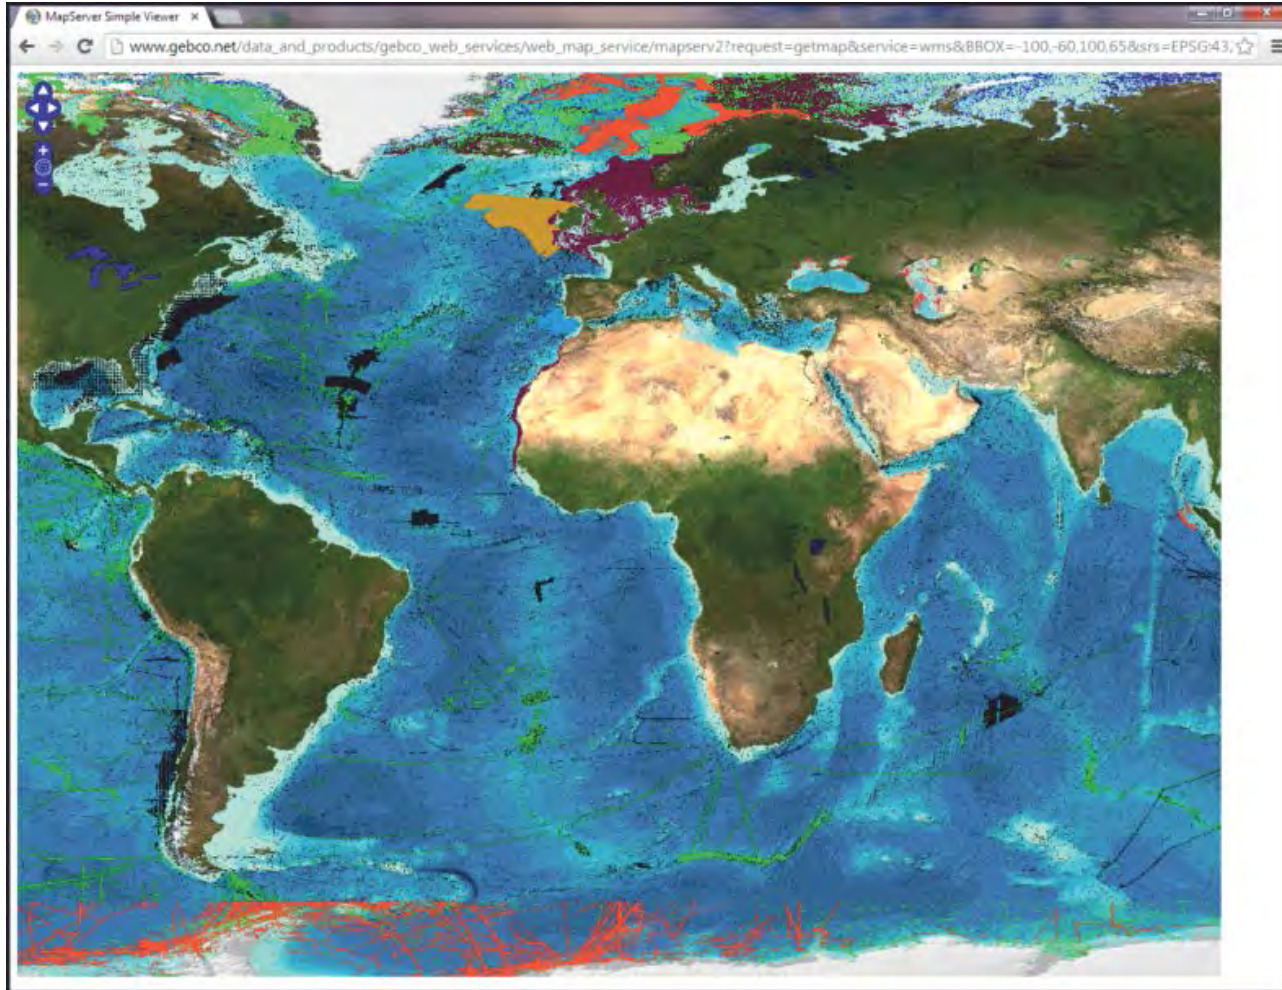 MapServer Simple Viewer
www.gebco.net/data_and_products/gebco_web_services/web_map_service/mapserv2?request=getmap&service=wms&BBOX=-100,-60,100,65&srs=EPSG:43,